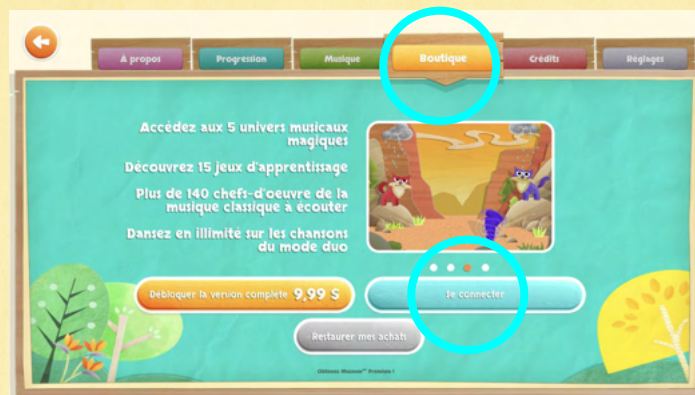 À propos
Progression
Musique
Boutique
Crédits
Réglages
Accédez aux 5 univers musicaux
magiques
Découvrez 15 jeux d'apprentissage
Plus de 140 chefs-d'oeuvre de la
musique classique à écouter
Dansez en illimité sur les chansons
du mode duo
Débloquer la version complète 9,99 $
Se connecter
Restaurer mes achats